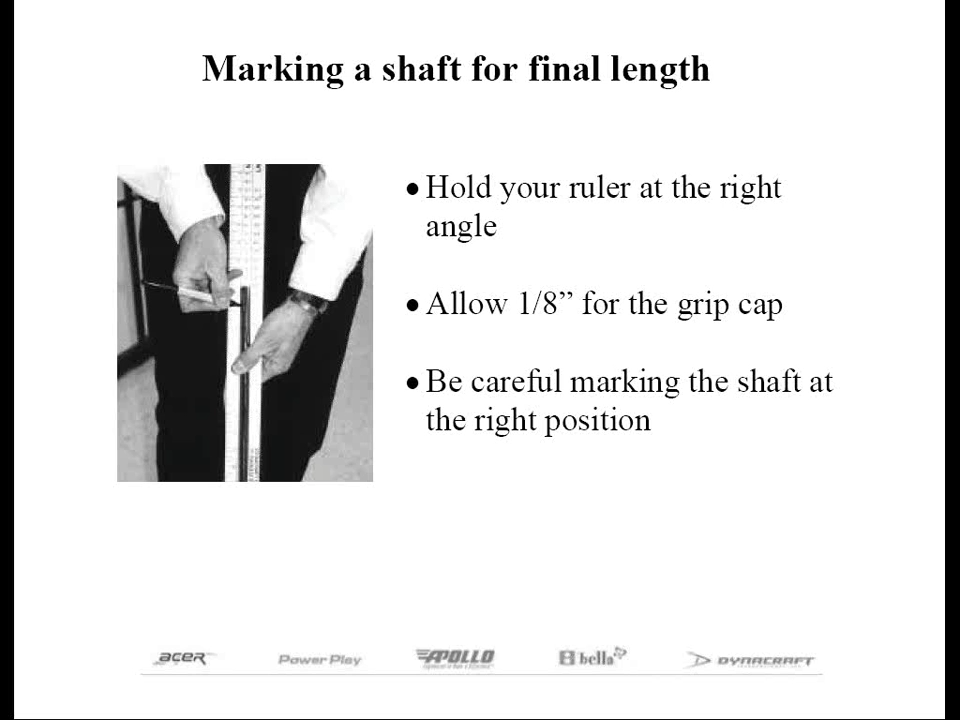 Marking a shaft for final length
• Hold your ruler at the right
angle
• Allow 1/8” for the grip cap
• Be careful marking the shaft at
the right position
ACER Power Play APOLLO bella DYNACRAFT